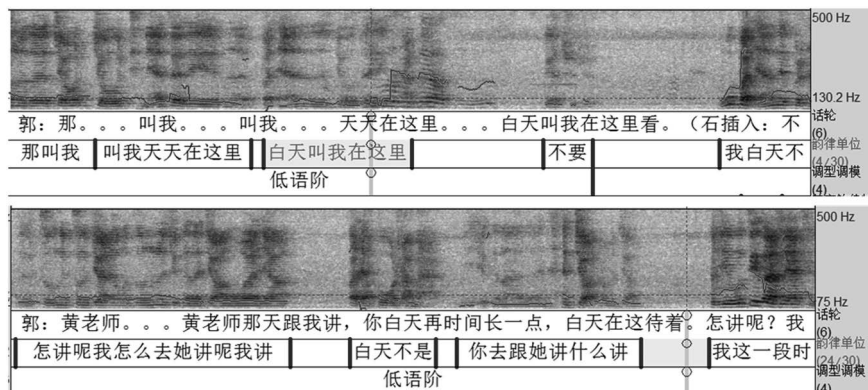 500 Hz
130.2 Hz
郭：那。。。叫我。。。叫我。。。天天在这里。。。白天叫我在这里看。（石插入：不
话轮
(6)
那叫我 叫我天天在这里 白天叫我在这里 不要 我白天不
韵律单位
(4/30)
低语阶
调型调模
(4)
500 Hz
75 Hz
郭：黄老师。。。黄老师那天跟我讲，你白天再时间长一点，白天在这待着。怎讲呢？我
话轮
(6)
怎讲呢我怎么去她讲呢我讲 白天不是 你去跟她讲什么讲 我这一段时
韵律单位
(24/30)
低语阶
调型调模
(4)